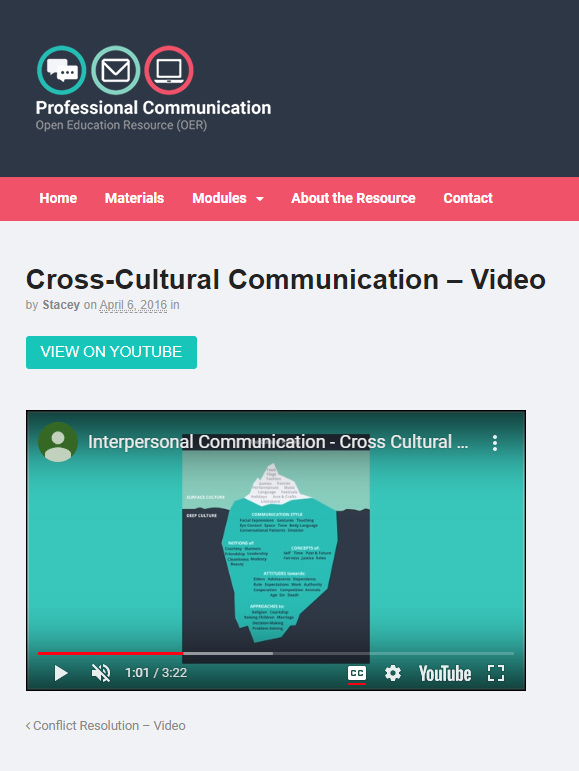 Professional Communication
Open Education Resource (OER)
Home Materials Modules About the Resource Contact
Cross-Cultural Communication – Video
by Stacey on April 6, 2016 in
VIEW ON YOUTUBE
Interpersonal Communication - Cross Cultural ...
SURFACE CULTURE
DEEP CULTURE
COMMUNICATION STYLE
Facial Expressions Gestures Touching
Eye Contact Space Tone Body Language
Conversational Patterns Emotion
NOTIONS of:
Courtesy Manners
Friendship Leadership
Cleanliness Modesty
Beauty
CONCEPTS of:
Self Time Past & Future
Fairness Justice Roles
ATTITUDES towards:
Elders Adolescents Dependents
Rule Expectations Work Authority
Cooperation Competition Animals
Age Sin Death
APPROACHES to:
Religion Courtship
Raising Children Marriage
Decision-Making
Problem-Solving
1:01 / 3:22
CC
YouTube
‹ Conflict Resolution – Video